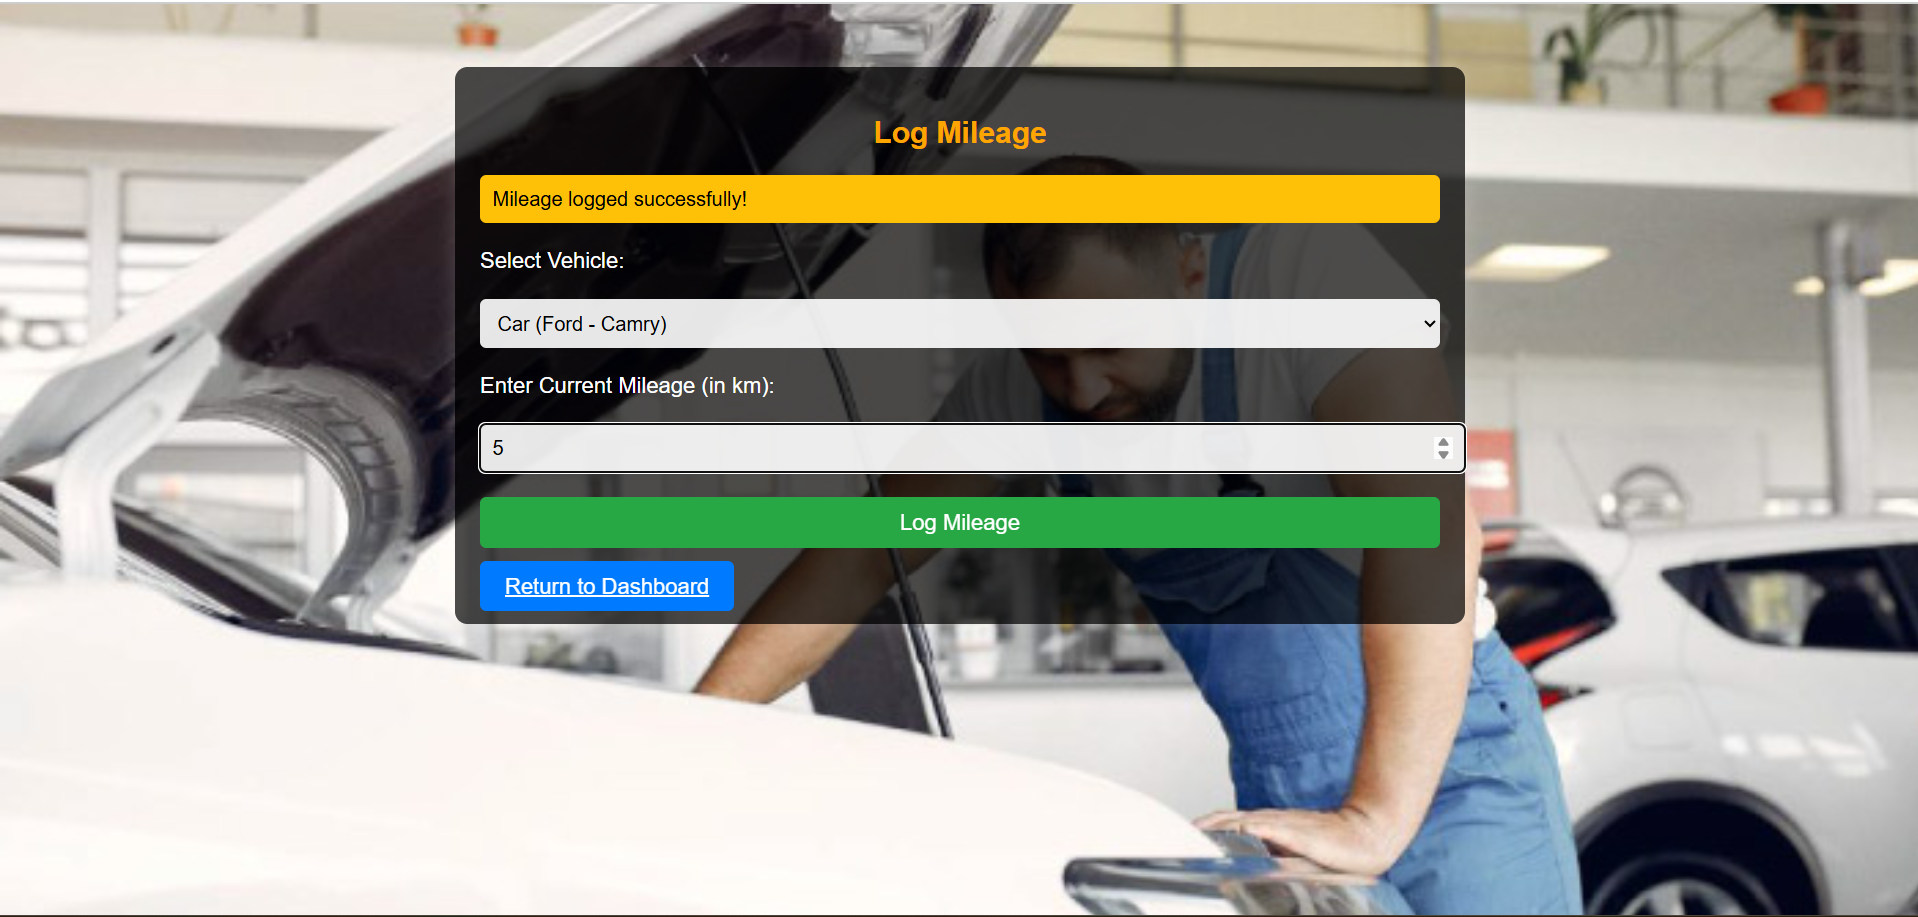 Log Mileage
Mileage logged successfully!
Select Vehicle:
Car (Ford - Camry)
Enter Current Mileage (in km):
5
Log Mileage
Return to Dashboard